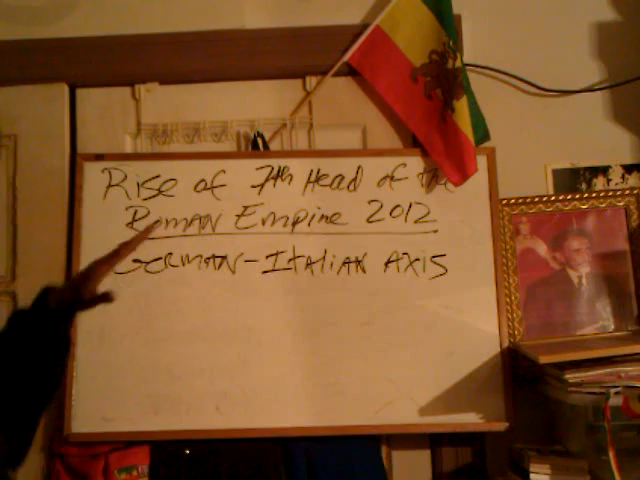 Rise of 7th Head of the
Roman Empire 2012
German-Italian Axis